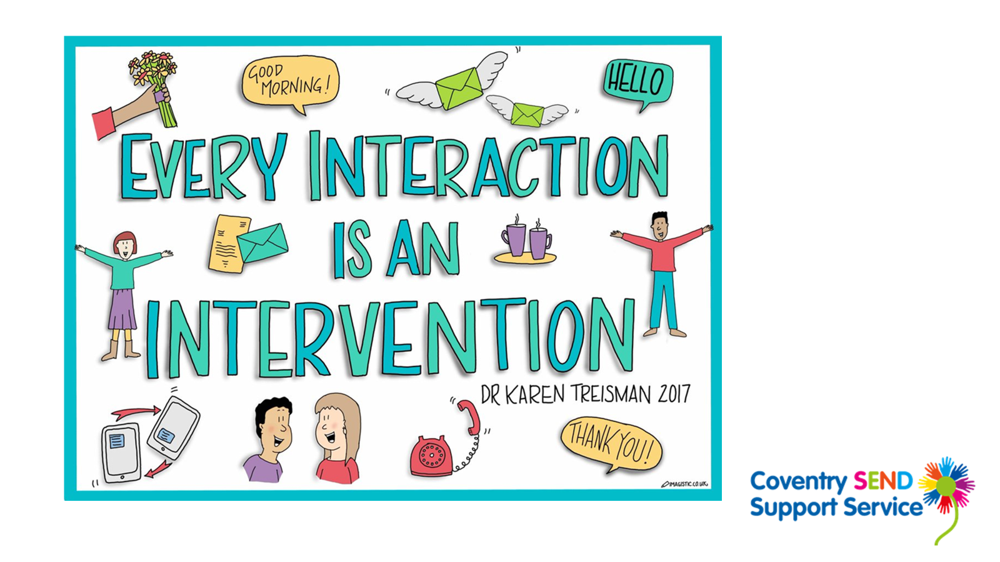 GOOD
MORNING!
HELLO
EVERY INTERACTION
IS AN
INTERVENTION
DR KAREN TREISMAN 2017
THANK YOU!
IMAGISTIC.CO.UK
Coventry SEND
Support Service